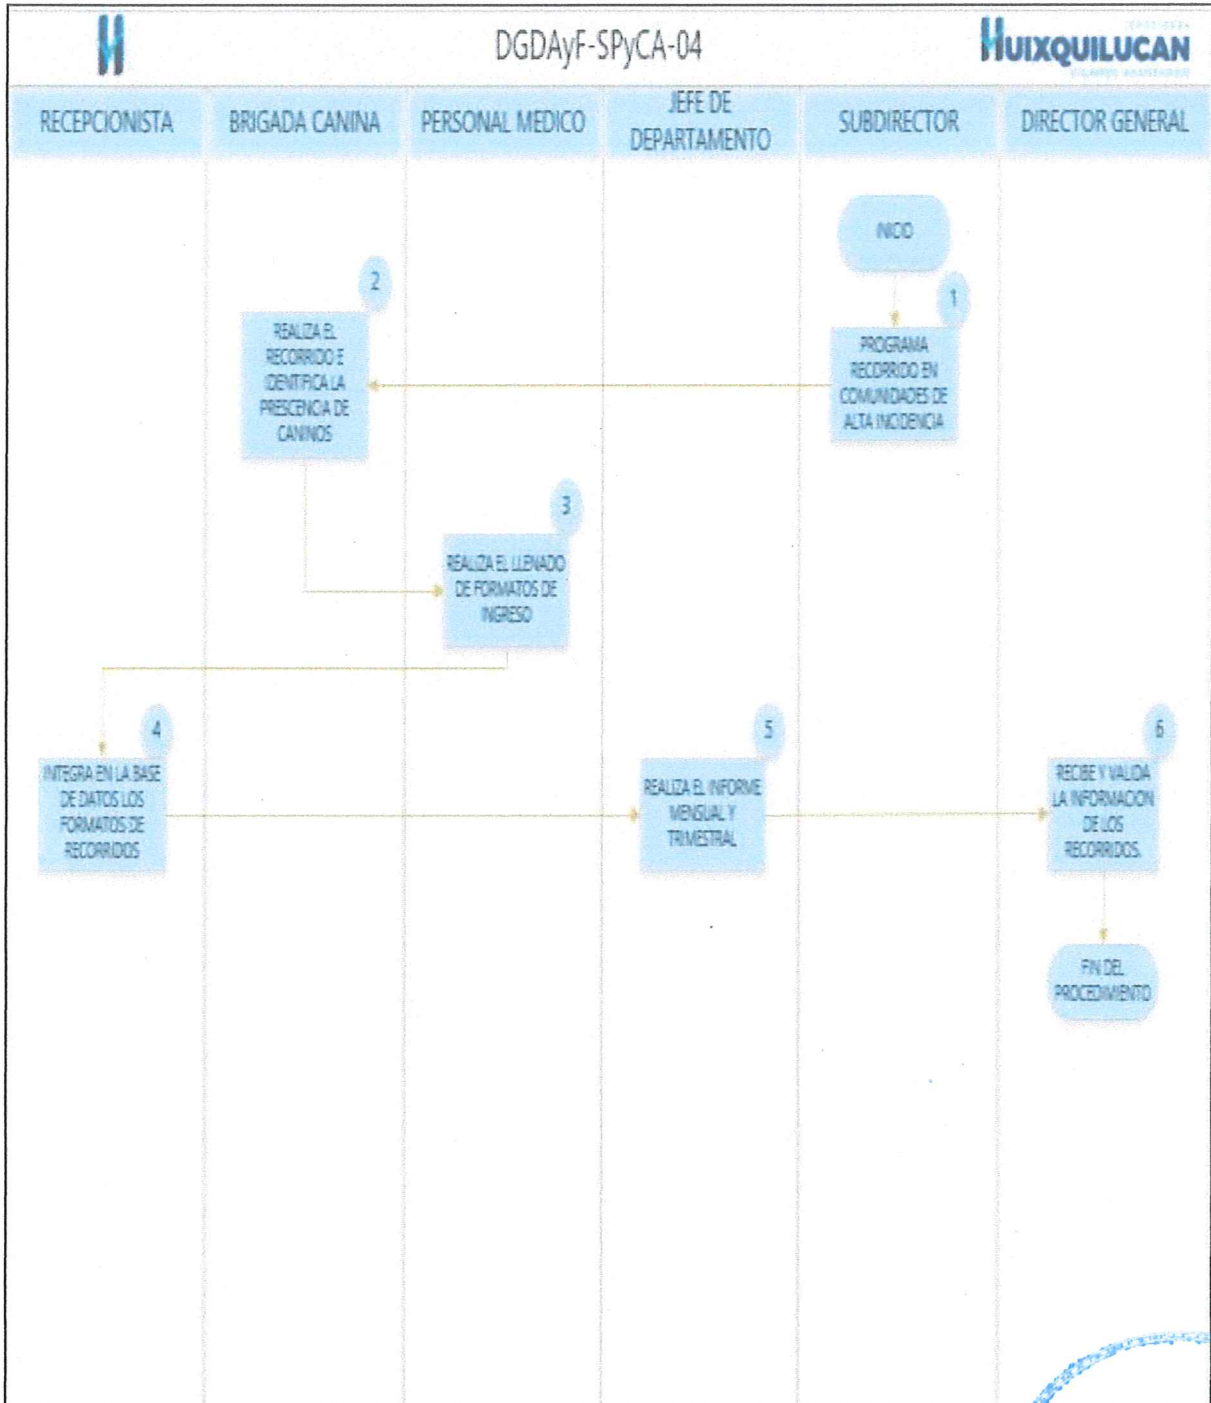 DGDAyF-SPyCA-04
HUIXQUILUCAN
RECEPCIONISTA
BRIGADA CANINA
PERSONAL MEDICO
JEFE DE
DEPARTAMENTO
SUBDIRECTOR
DIRECTOR GENERAL
INICIO
1
PROGRAMA
RECORRIDO EN
COMUNIDADES DE
ALTA INCIDENCIA
2
REALIZA EL
RECORRIDO E
IDENTIFICA LA
PRESCENCIA DE
CANINOS
3
REALIZA EL LLENADO
DE FORMATOS DE
INGRESO
4
INTEGRA EN LA BASE
DE DATOS LOS
FORMATOS DE
RECORRIDOS
5
REALIZA EL INFORME
MENSUAL Y
TRIMESTRAL
6
RECIBE Y VALIDA
LA INFORMACION
DE LOS
RECORRIDOS.
FIN DEL
PROCEDIMIENTO